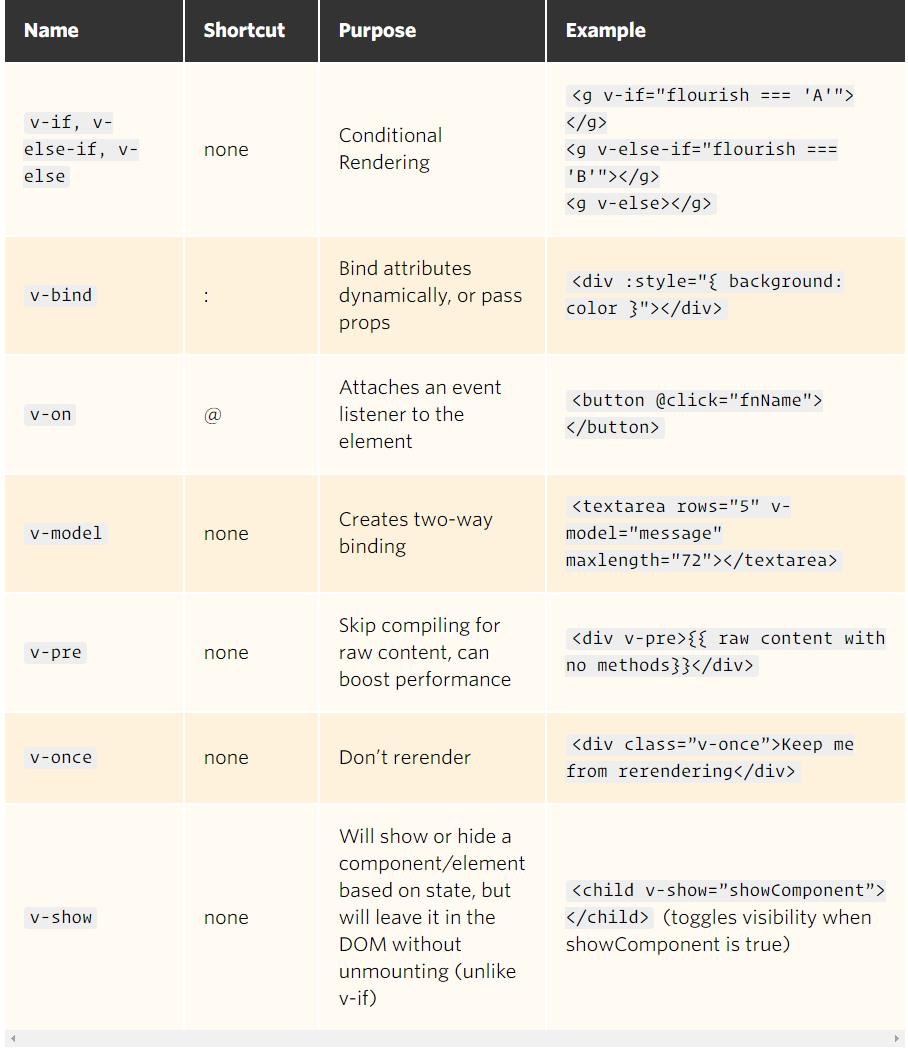 Name Shortcut Purpose Example
v-if, v-
else-if, v-
else
none
Conditional
Rendering
<g v-if="flourish === 'A'">
</g>
<g v-else-if="flourish ===
'B'"></g>
<g v-else></g>
v-bind
:
Bind attributes
dynamically, or pass
props
<div :style="{ background:
color }"></div>
v-on
@
Attaches an event
listener to the
element
<button @click="fnName">
</button>
v-model
none
Creates two-way
binding
<textarea rows="5" v-
model="message"
maxlength="72"></textarea>
v-pre
none
Skip compiling for
raw content, can
boost performance
<div v-pre>{{ raw content with
no methods}}</div>
v-once
none
Don’t rerender
<div class=”v-once”>Keep me
from rerendering</div>
v-show
none
Will show or hide a
component/element
based on state, but
will leave it in the
DOM without
unmounting (unlike
v-if)
<child v-show=”showComponent”>
</child> (toggles visibility when
showComponent is true)